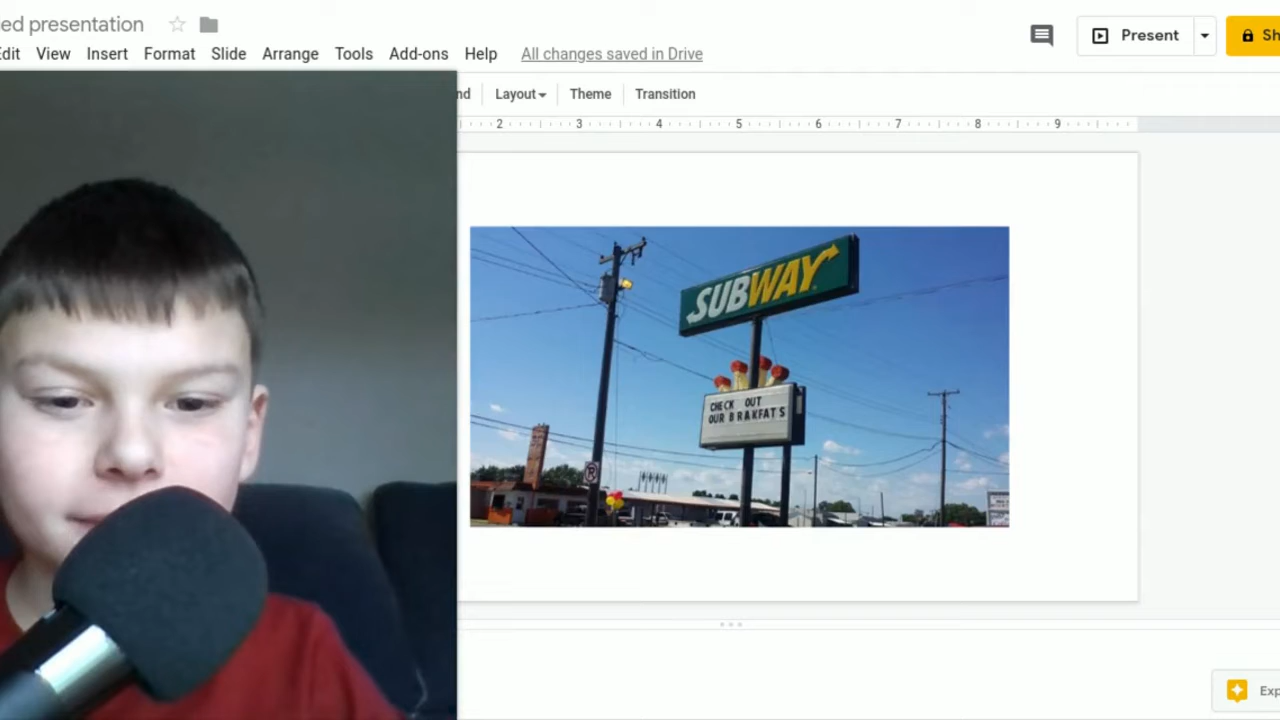 ed presentation
Edit View Insert Format Slide Arrange Tools Add-ons Help All changes saved in Drive
Present
Sh
nd Layout Theme Transition
2 3 4 5 6 7 8 9
SUBWAY
CHECK OUT
OUR BRAKFATS
R
Exp